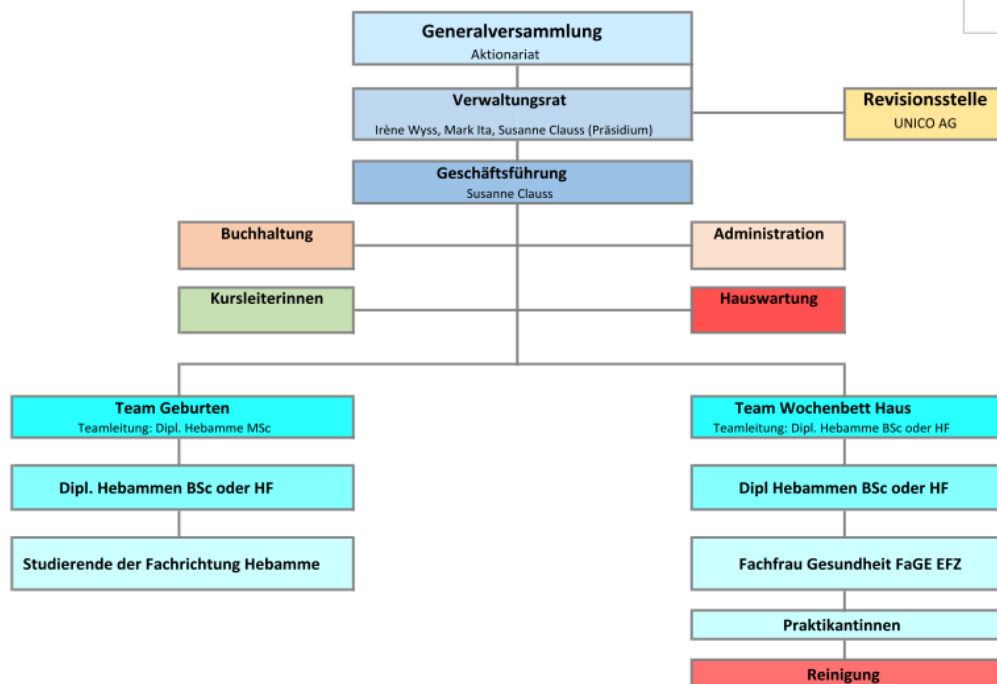 Generalversammlung
Aktionariat
Verwaltungsrat
Irène Wyss, Mark Ita, Susanne Clauss (Präsidium)
Revisionsstelle
UNICO AG
Geschäftsführung
Susanne Clauss
Buchhaltung
Administration
Kursleiterinnen
Hauswartung
Team Geburten
Teamleitung: Dipl. Hebamme MSc
Team Wochenbett Haus
Teamleitung: Dipl. Hebamme BSc oder HF
Dipl. Hebammen BSc oder HF
Dipl Hebammen BSc oder HF
Studierende der Fachrichtung Hebamme
Fachfrau Gesundheit FaGE EFZ
Praktikantinnen
Reinigung